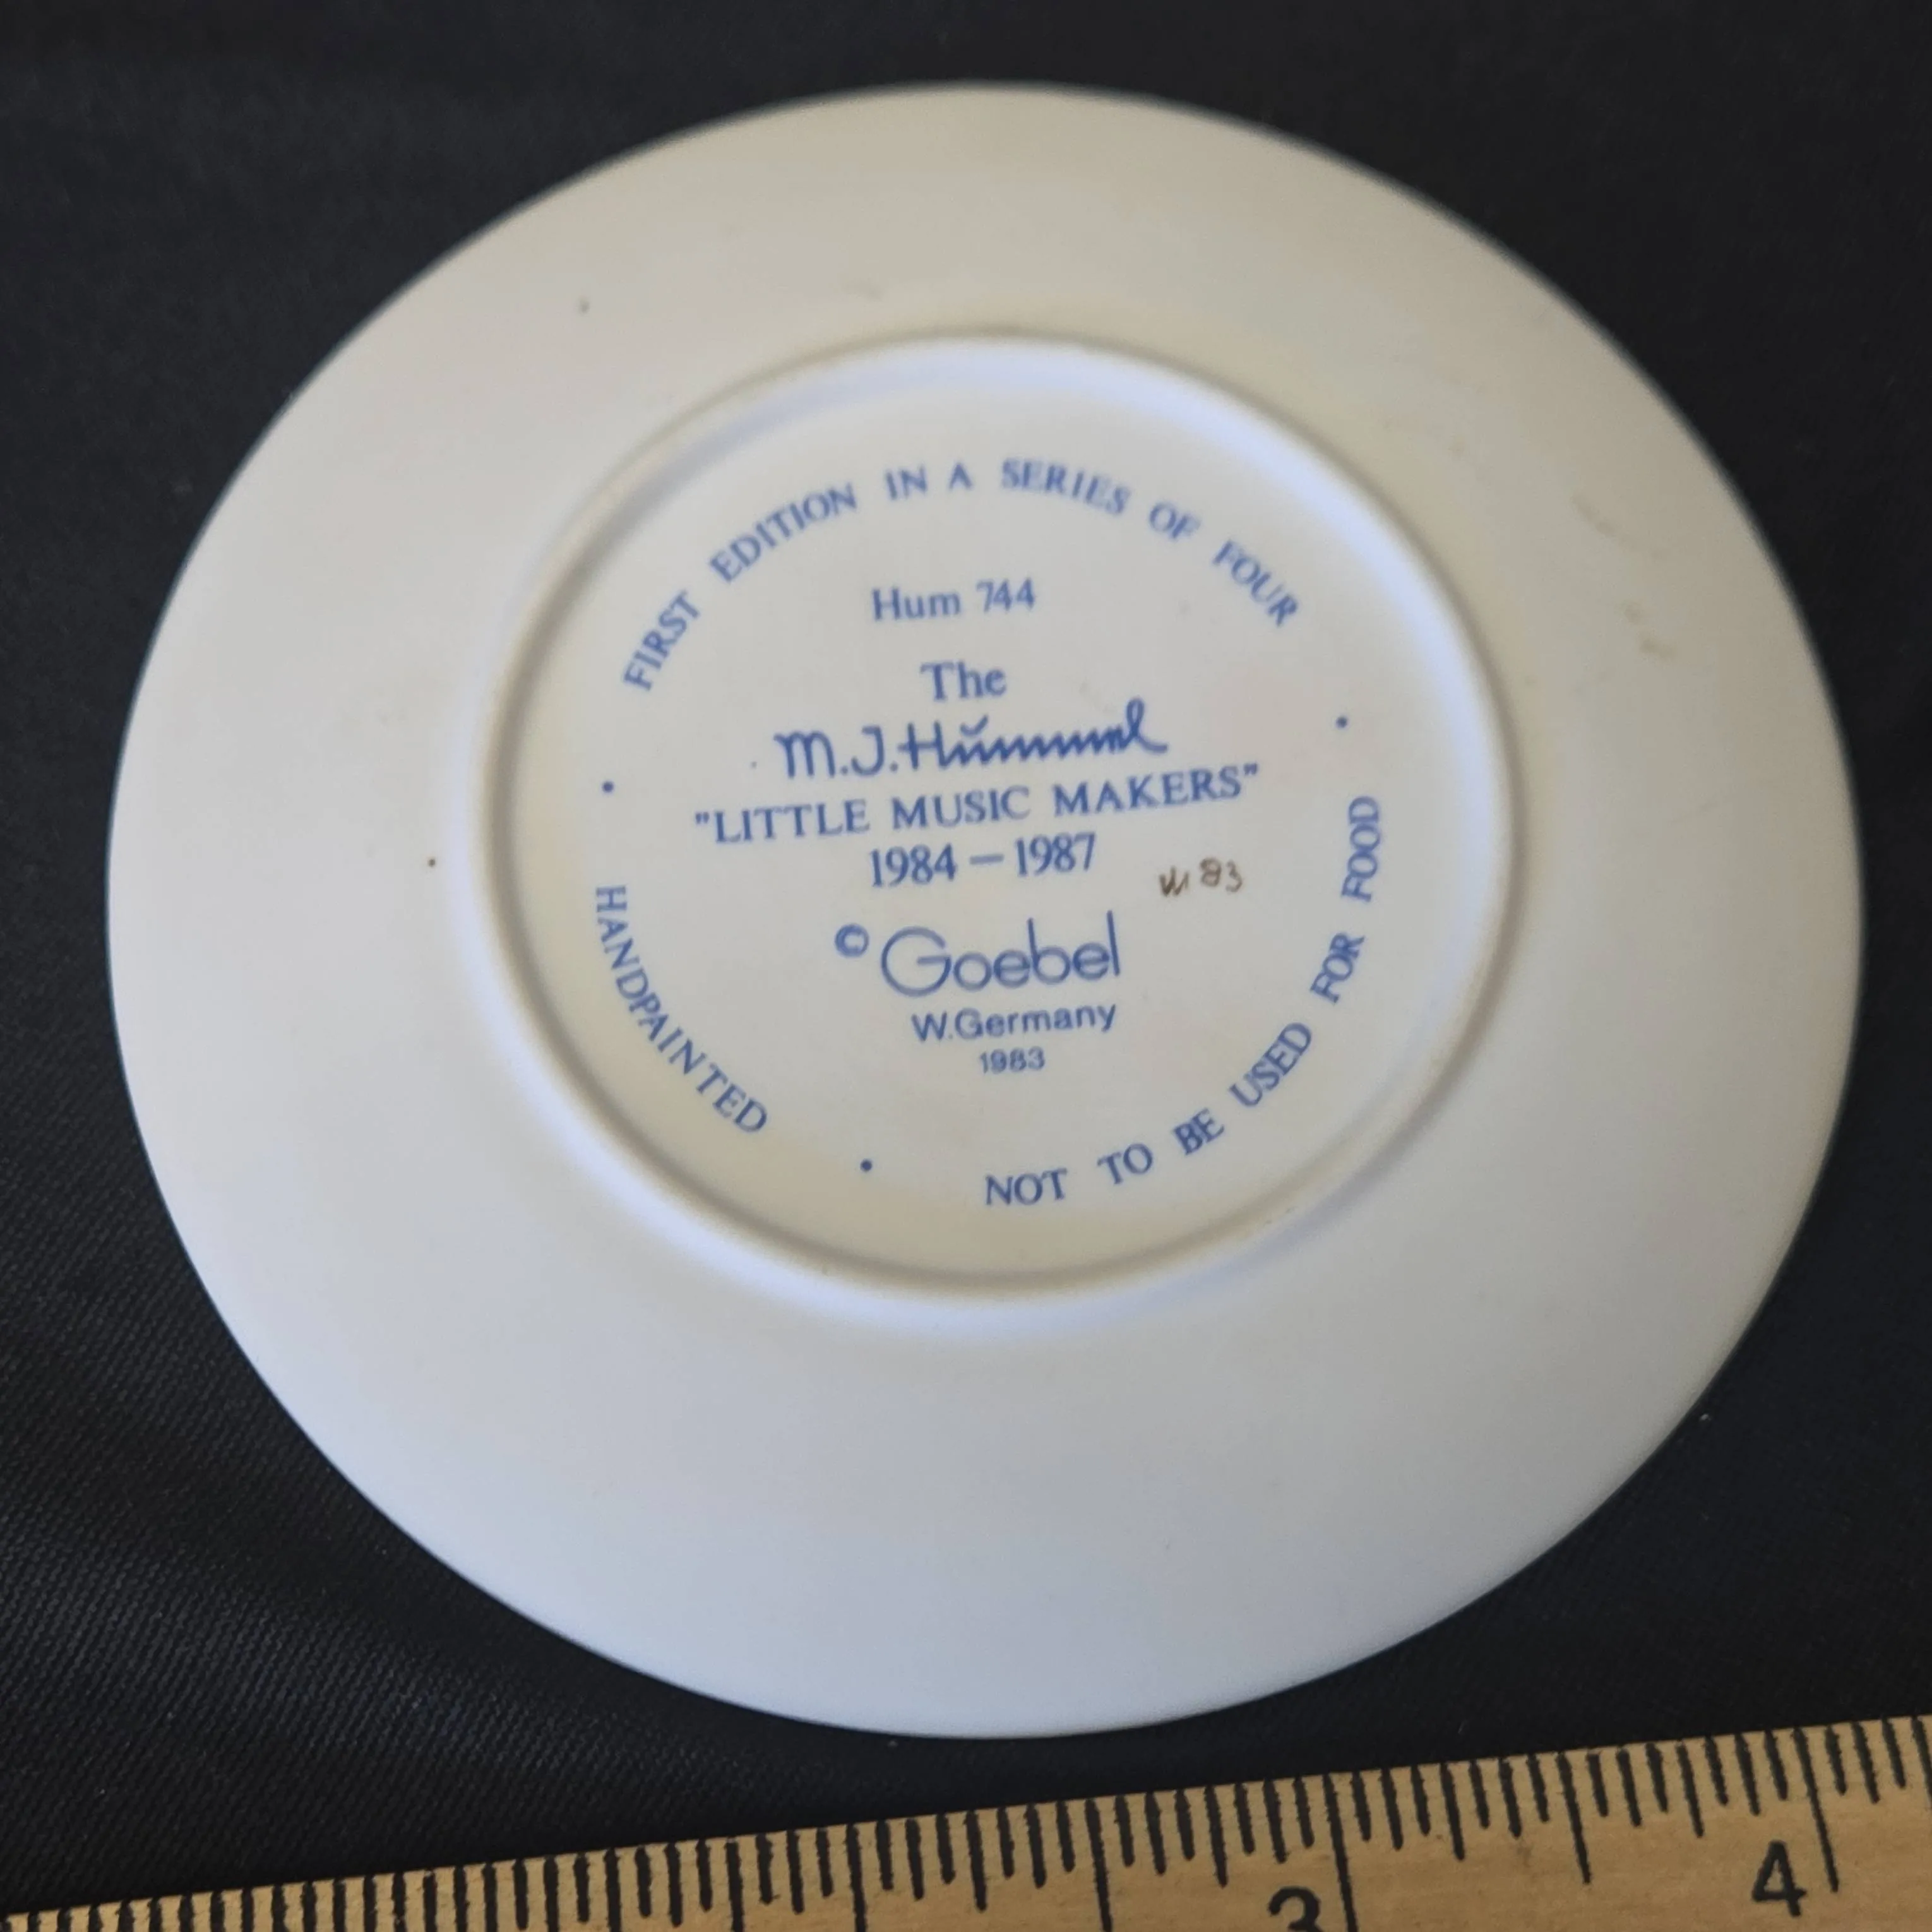 FIRST EDITION IN A SERIES OF FOUR
Hum 744
The
M.J.Hummel
"LITTLE MUSIC MAKERS"
1984 — 1987
83
© Goebel
W.Germany
1983
HANDPAINTED
NOT TO BE USED FOR FOOD
3
4